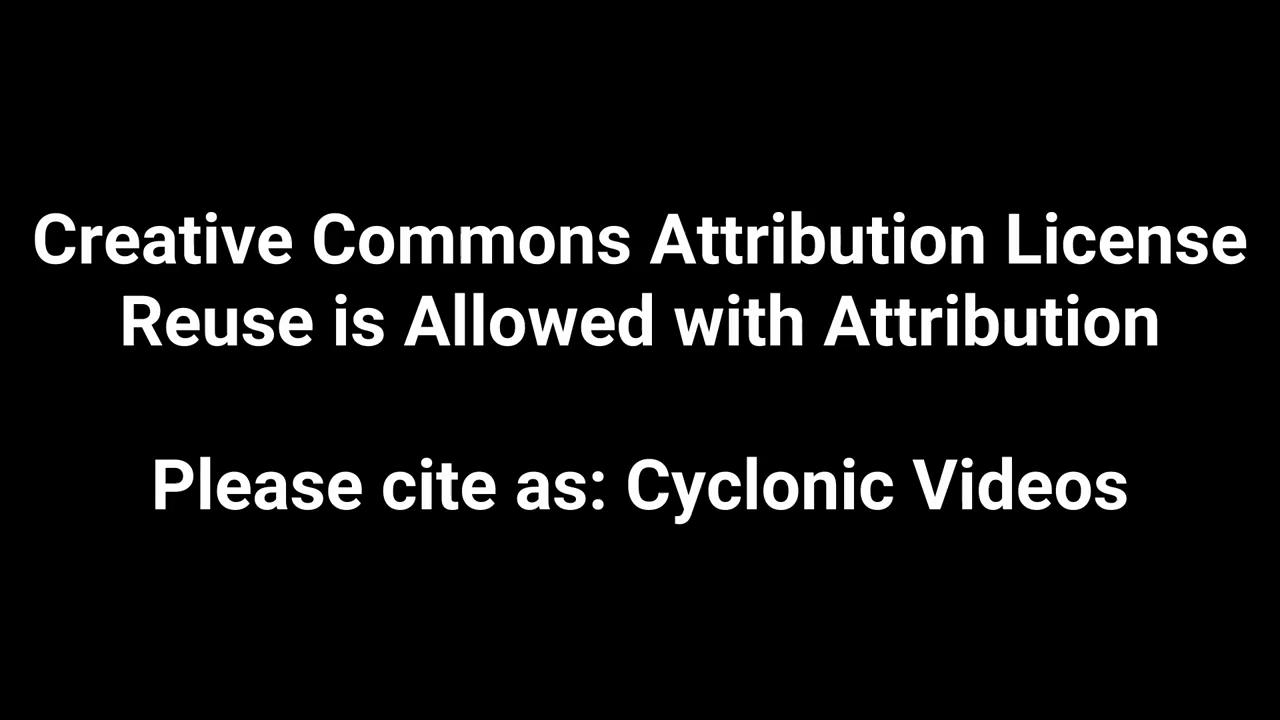 Creative Commons Attribution License
Reuse is Allowed with Attribution
Please cite as: Cyclonic Videos